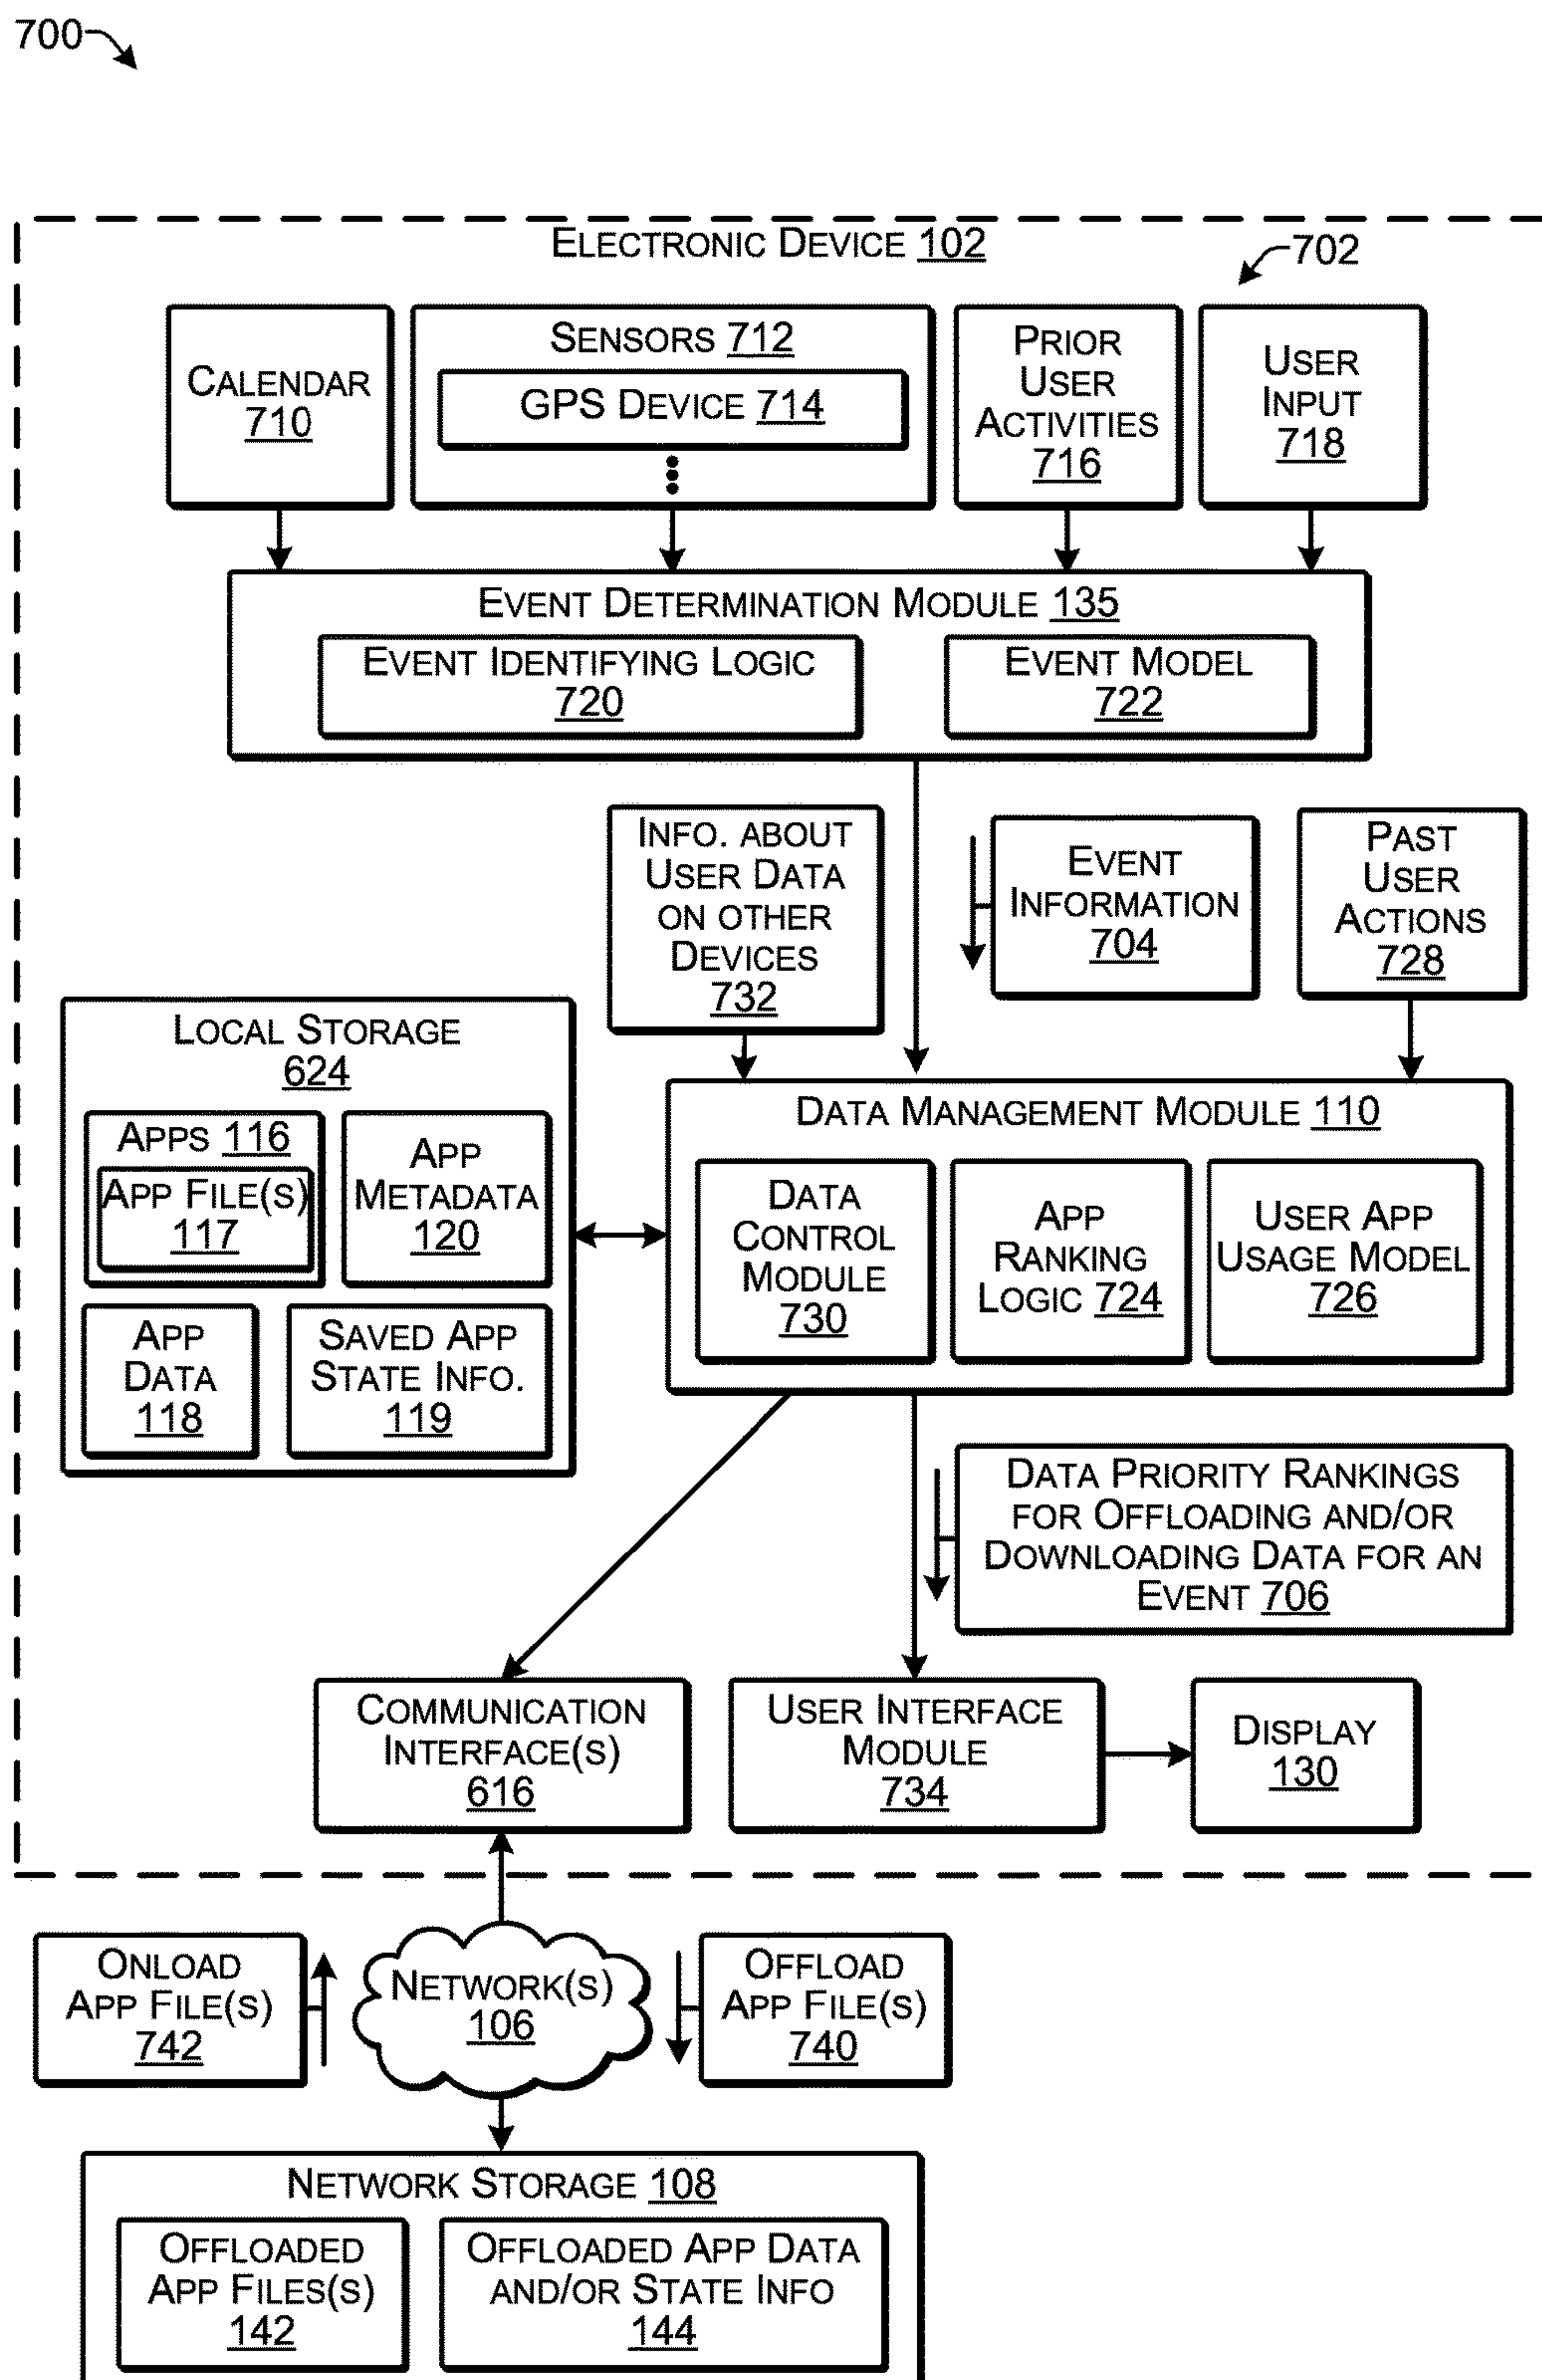 700
ELECTRONIC DEVICE 102
702
CALENDAR
710
SENSORS 712
GPS DEVICE 714
PRIOR
USER
ACTIVITIES
716
USER
INPUT
718
EVENT DETERMINATION MODULE 135
EVENT IDENTIFYING LOGIC
720
EVENT MODEL
722
INFO. ABOUT
USER DATA
ON OTHER
DEVICES
732
EVENT
INFORMATION
704
PAST
USER
ACTIONS
728
LOCAL STORAGE
624
APPS 116
APP FILE(S)
117
APP
METADATA
120
APP
DATA
118
SAVED APP
STATE INFO.
119
DATA MANAGEMENT MODULE 110
DATA
CONTROL
MODULE
730
APP
RANKING
LOGIC 724
USER APP
USAGE MODEL
726
DATA PRIORITY RANKINGS
FOR OFFLOADING AND/OR
DOWNLOADING DATA FOR AN
EVENT 706
COMMUNICATION
INTERFACE(S)
616
USER INTERFACE
MODULE
734
DISPLAY
130
ONLOAD
APP FILE(S)
742
NETWORK(S)
106
OFFLOAD
APP FILE(S)
740
NETWORK STORAGE 108
OFFLOADED
APP FILES(S)
142
OFFLOADED APP DATA
AND/OR STATE INFO
144